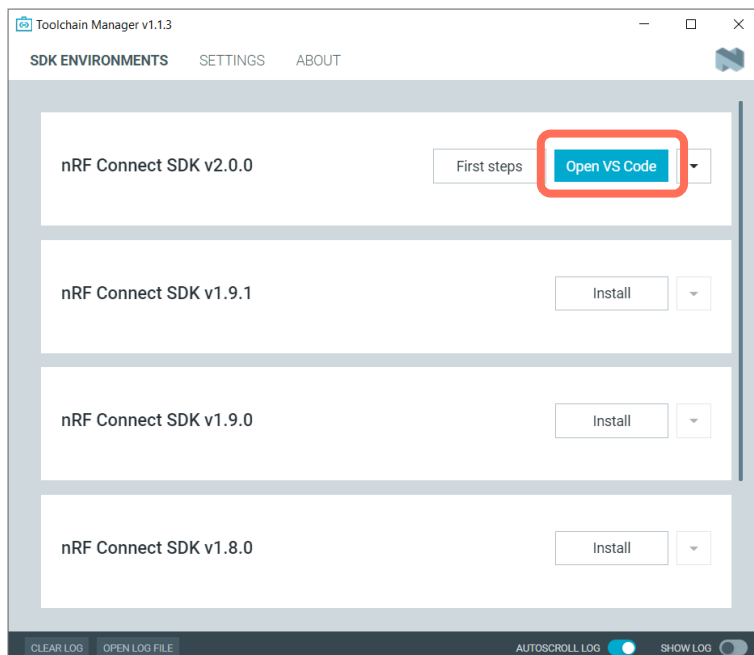 Toolchain Manager v1.1.3
SDK ENVIRONMENTS SETTINGS ABOUT
nRF Connect SDK v2.0.0 First steps Open VS Code
nRF Connect SDK v1.9.1 Install
nRF Connect SDK v1.9.0 Install
nRF Connect SDK v1.8.0 Install
CLEAR LOG OPEN LOG FILE AUTOSCROLL LOG SHOW LOG